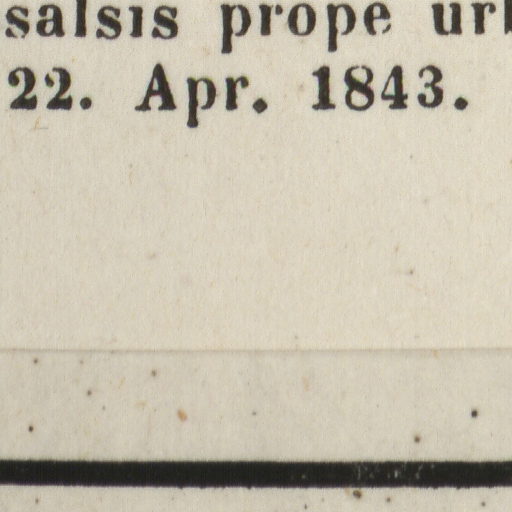 salsis prope
22. Apr. 1843.